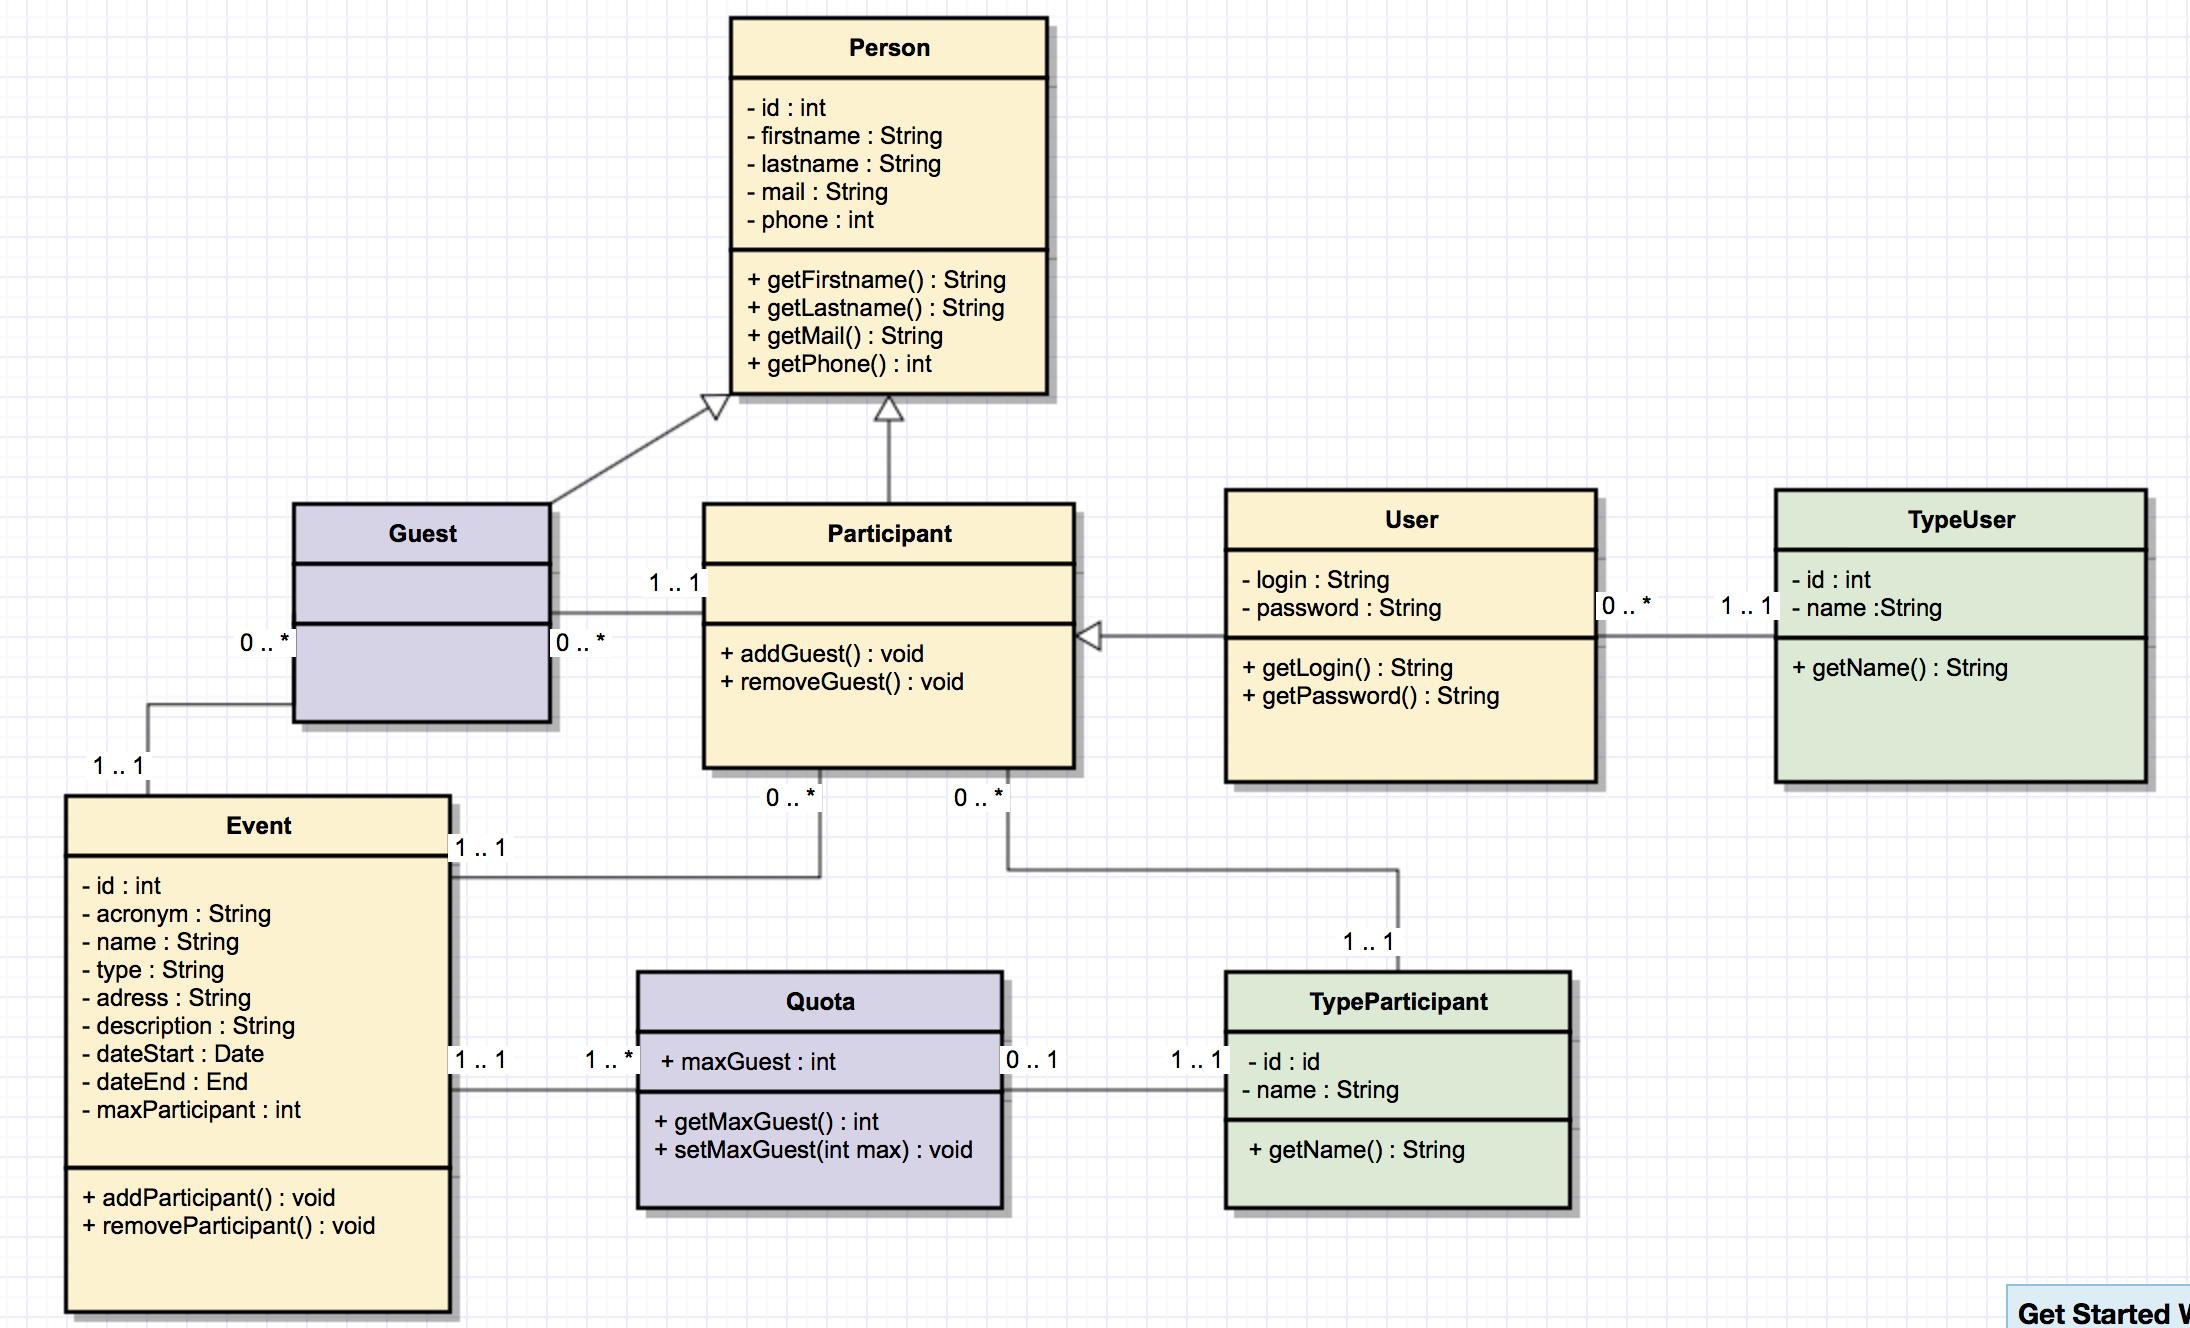 Person
- id : int
- firstname : String
- lastname : String
- mail : String
- phone : int
+ getFirstname() : String
+ getLastname() : String
+ getMail() : String
+ getPhone() : int
Guest
0 .. *
0 .. *
1 .. 1
Participant
+ addGuest() : void
+ removeGuest() : void
User
- login : String
- password : String
+ getLogin() : String
+ getPassword() : String
0 .. *
1 .. 1
TypeUser
- id : int
- name :String
+ getName() : String
1 .. 1
0 .. *
0 .. *
Event
1 .. 1
- id : int
- acronym : String
- name : String
- type : String
- adress : String
- description : String
- dateStart : Date
- dateEnd : End
- maxParticipant : int
+ addParticipant() : void
+ removeParticipant() : void
1 .. 1
1 .. *
Quota
+ maxGuest : int
+ getMaxGuest() : int
+ setMaxGuest(int max) : void
0 .. 1
1 .. 1
1 .. 1
TypeParticipant
- id : id
- name : String
+ getName() : String
Get Started